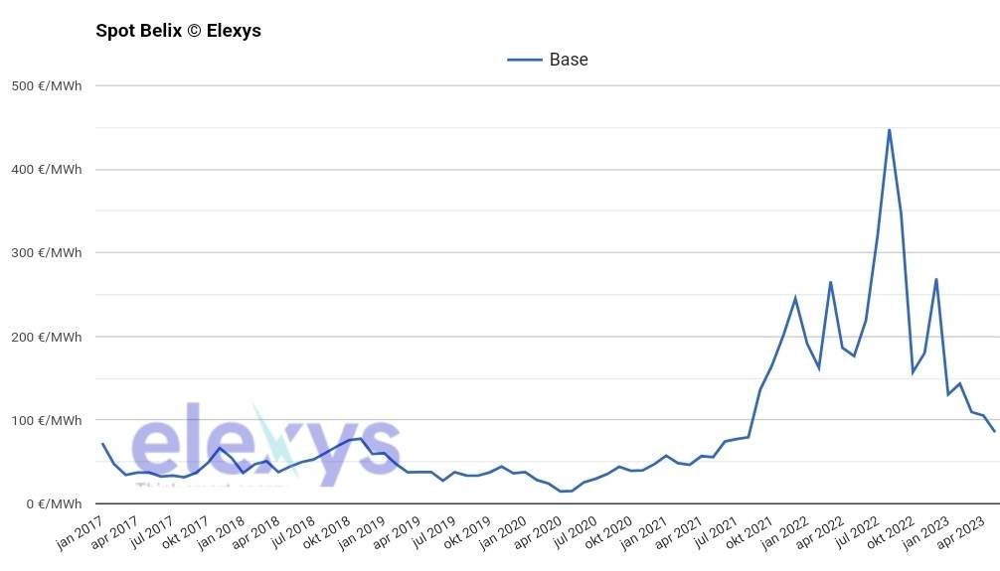 Spot Belix © Elexys
Base
500 €/MWh
400 €/MWh
300 €/MWh
200 €/MWh
100 €/MWh
0 €/MWh
elexys
jan 2017
apr 2017
jul 2017
okt 2017
jan 2018
apr 2018
jul 2018
okt 2018
jan 2019
apr 2019
jul 2019
okt 2019
jan 2020
apr 2020
jul 2020
okt 2020
jan 2021
apr 2021
jul 2021
okt 2021
jan 2022
apr 2022
jul 2022
okt 2022
jan 2023
apr 2023